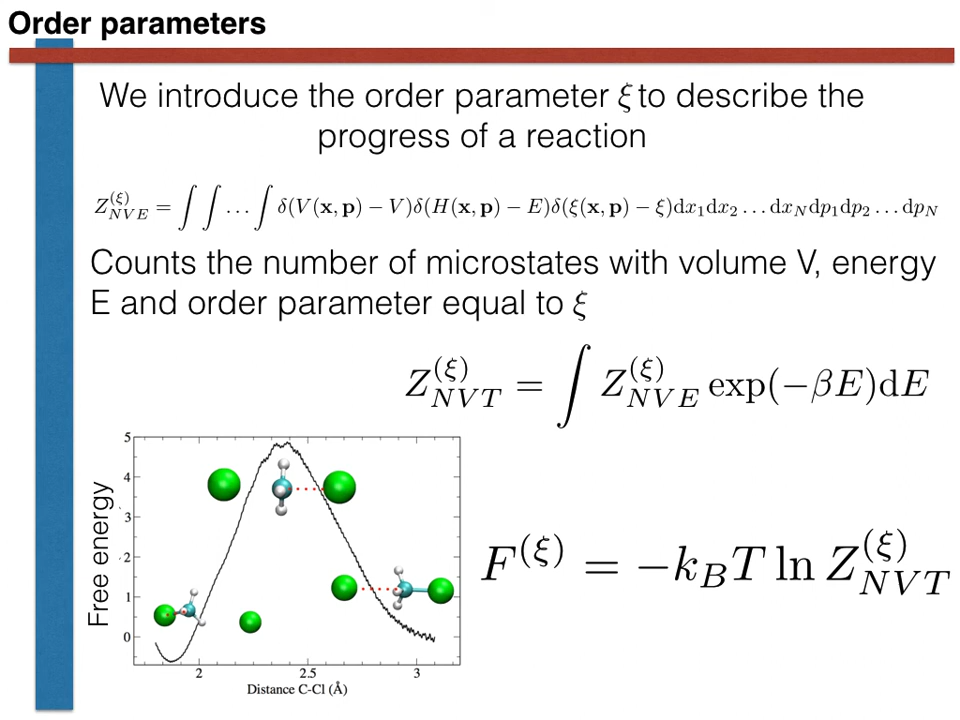 Order parameters
We introduce the order parameter ξ to describe the
progress of a reaction
Z_{NVE}^{(ξ)} = ∫∫…∫ δ(V(𝐱, 𝐩) − V)δ(H(𝐱, 𝐩) − E)δ(ξ(𝐱, 𝐩) − ξ)dx₁dx₂ … dx_N dp₁dp₂ … dp_N
Counts the number of microstates with volume V, energy
E and order parameter equal to ξ
Z_{NVT}^{(ξ)} = ∫ Z_{NVE}^{(ξ)} exp(−βE)dE
5
4
3
2
1
0
Free energy
2 2.5 3
Distance C-Cl (Å)
F^{(ξ)} = −k_B T ln Z_{NVT}^{(ξ)}